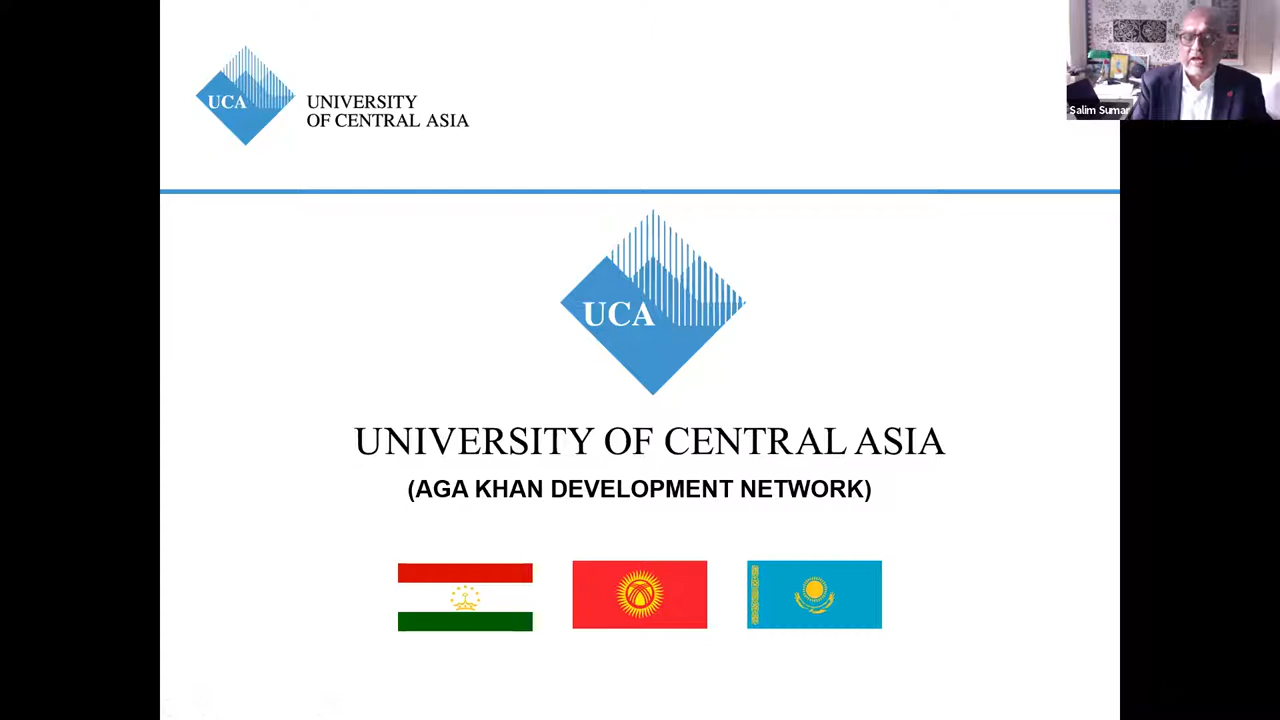 UCA
UNIVERSITY
OF CENTRAL ASIA
Salim Sumar
UCA
UNIVERSITY OF CENTRAL ASIA
(AGA KHAN DEVELOPMENT NETWORK)